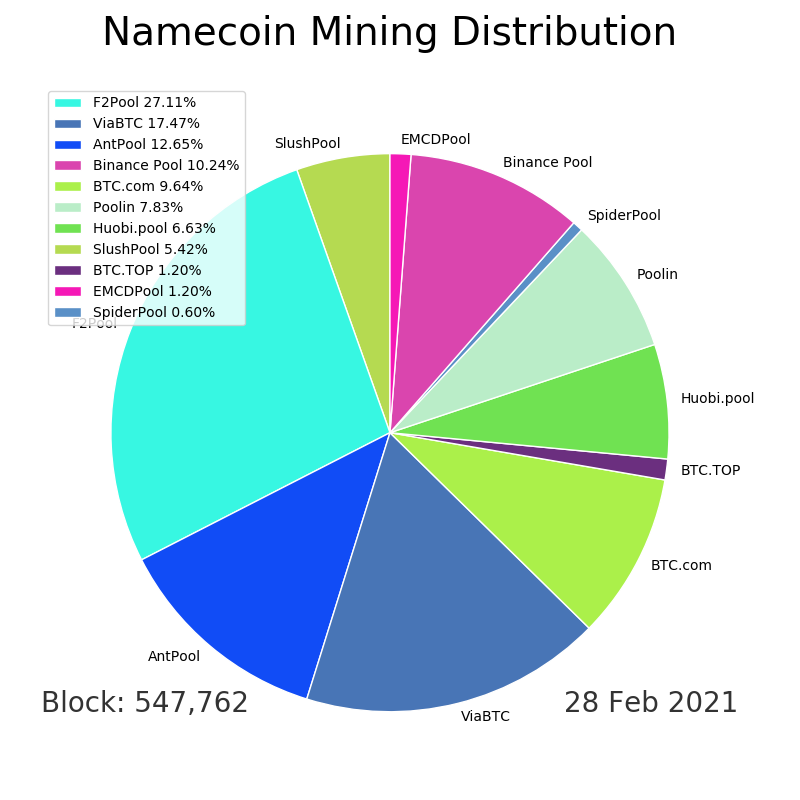 Namecoin Mining Distribution
F2Pool 27.11%
ViaBTC 17.47%
AntPool 12.65%
Binance Pool 10.24%
BTC.com 9.64%
Poolin 7.83%
Huobi.pool 6.63%
SlushPool 5.42%
BTC.TOP 1.20%
EMCDPool 1.20%
SpiderPool 0.60%
SlushPool
EMCDPool
Binance Pool
SpiderPool
Poolin
F2Pool
Huobi.pool
BTC.TOP
BTC.com
AntPool
ViaBTC
Block: 547,762
28 Feb 2021